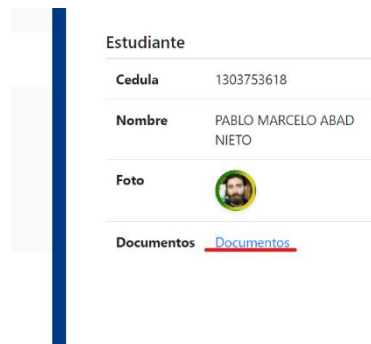 Estudiante
Cedula 1303753618
Nombre PABLO MARCELO ABAD
NIETO
Foto
Documentos Documentos